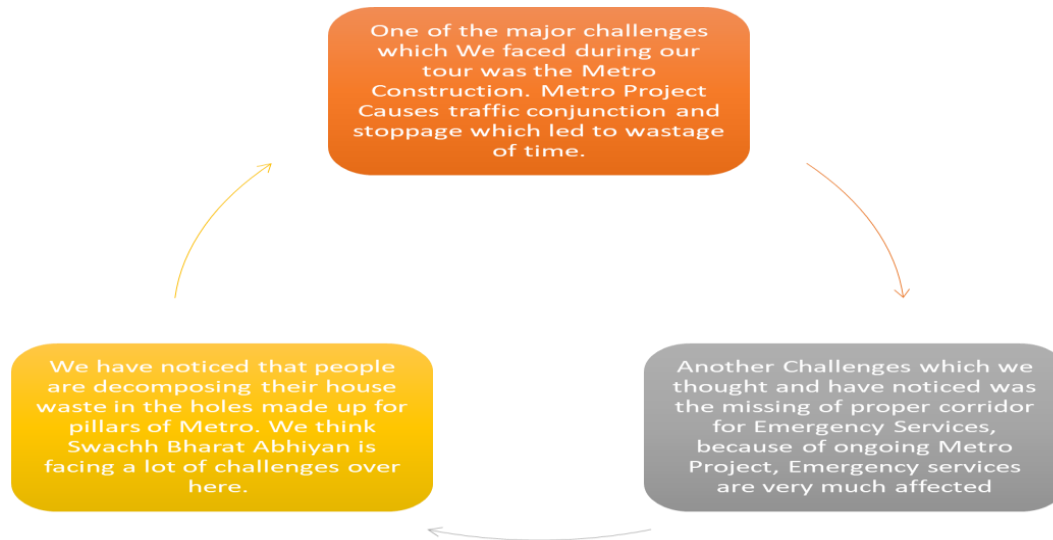 One of the major challenges
which We faced during our
tour was the Metro
Construction. Metro Project
Causes traffic conjunction and
stoppage which led to wastage
of time.
Another Challenges which we
thought and have noticed was
the missing of proper corridor
for Emergency Services,
because of ongoing Metro
Project, Emergency services
are very much affected
We have noticed that people
are decomposing their house
waste in the holes made up for
pillars of Metro. We think
Swachh Bharat Abhiyan is
facing a lot of challenges over
here.